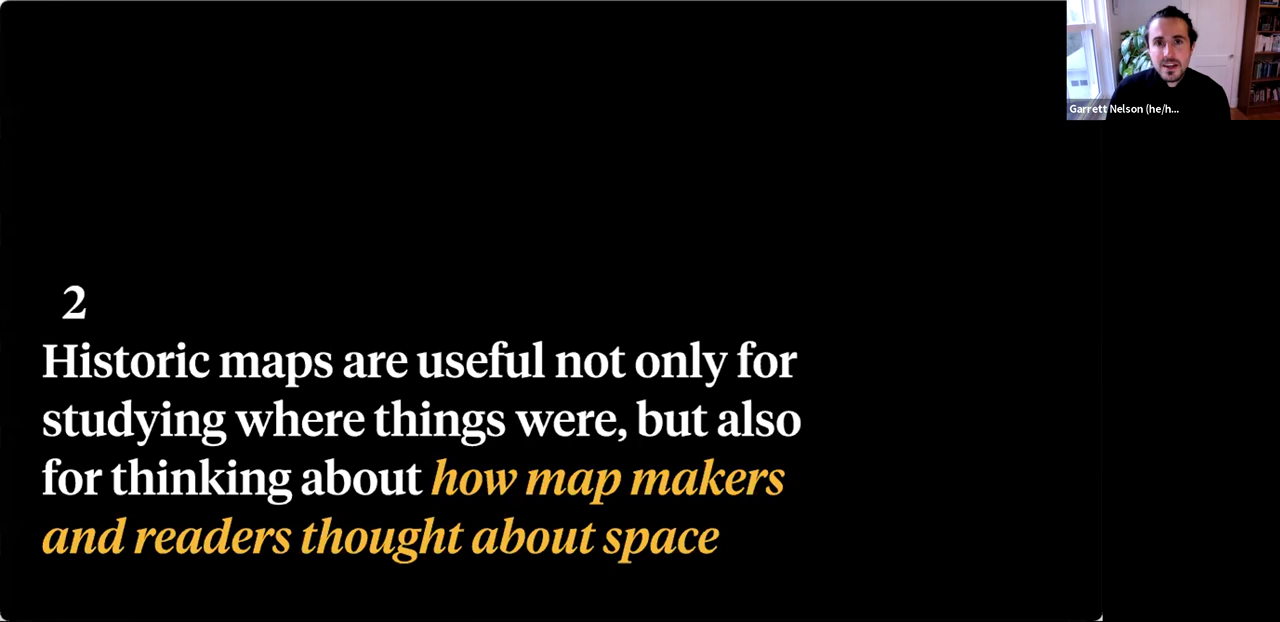 Garrett Nelson (he/h...
2
Historic maps are useful not only for
studying where things were, but also
for thinking about how map makers
and readers thought about space